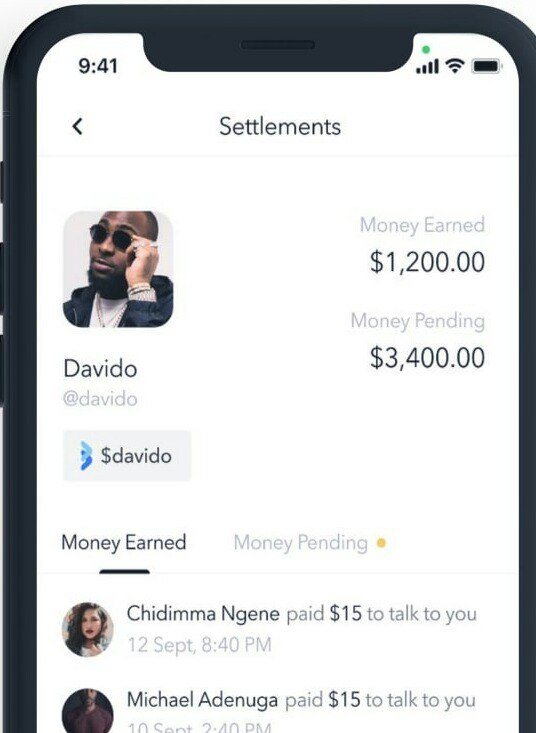 9:41
Settlements
Money Earned
$1,200.00
Money Pending
$3,400.00
Davido
@davido
$davido
Money Earned Money Pending
Chidimma Ngene paid $15 to talk to you
12 Sept, 8:40 PM
Michael Adenuga paid $15 to talk to you
10 Sept, 2:40 PM